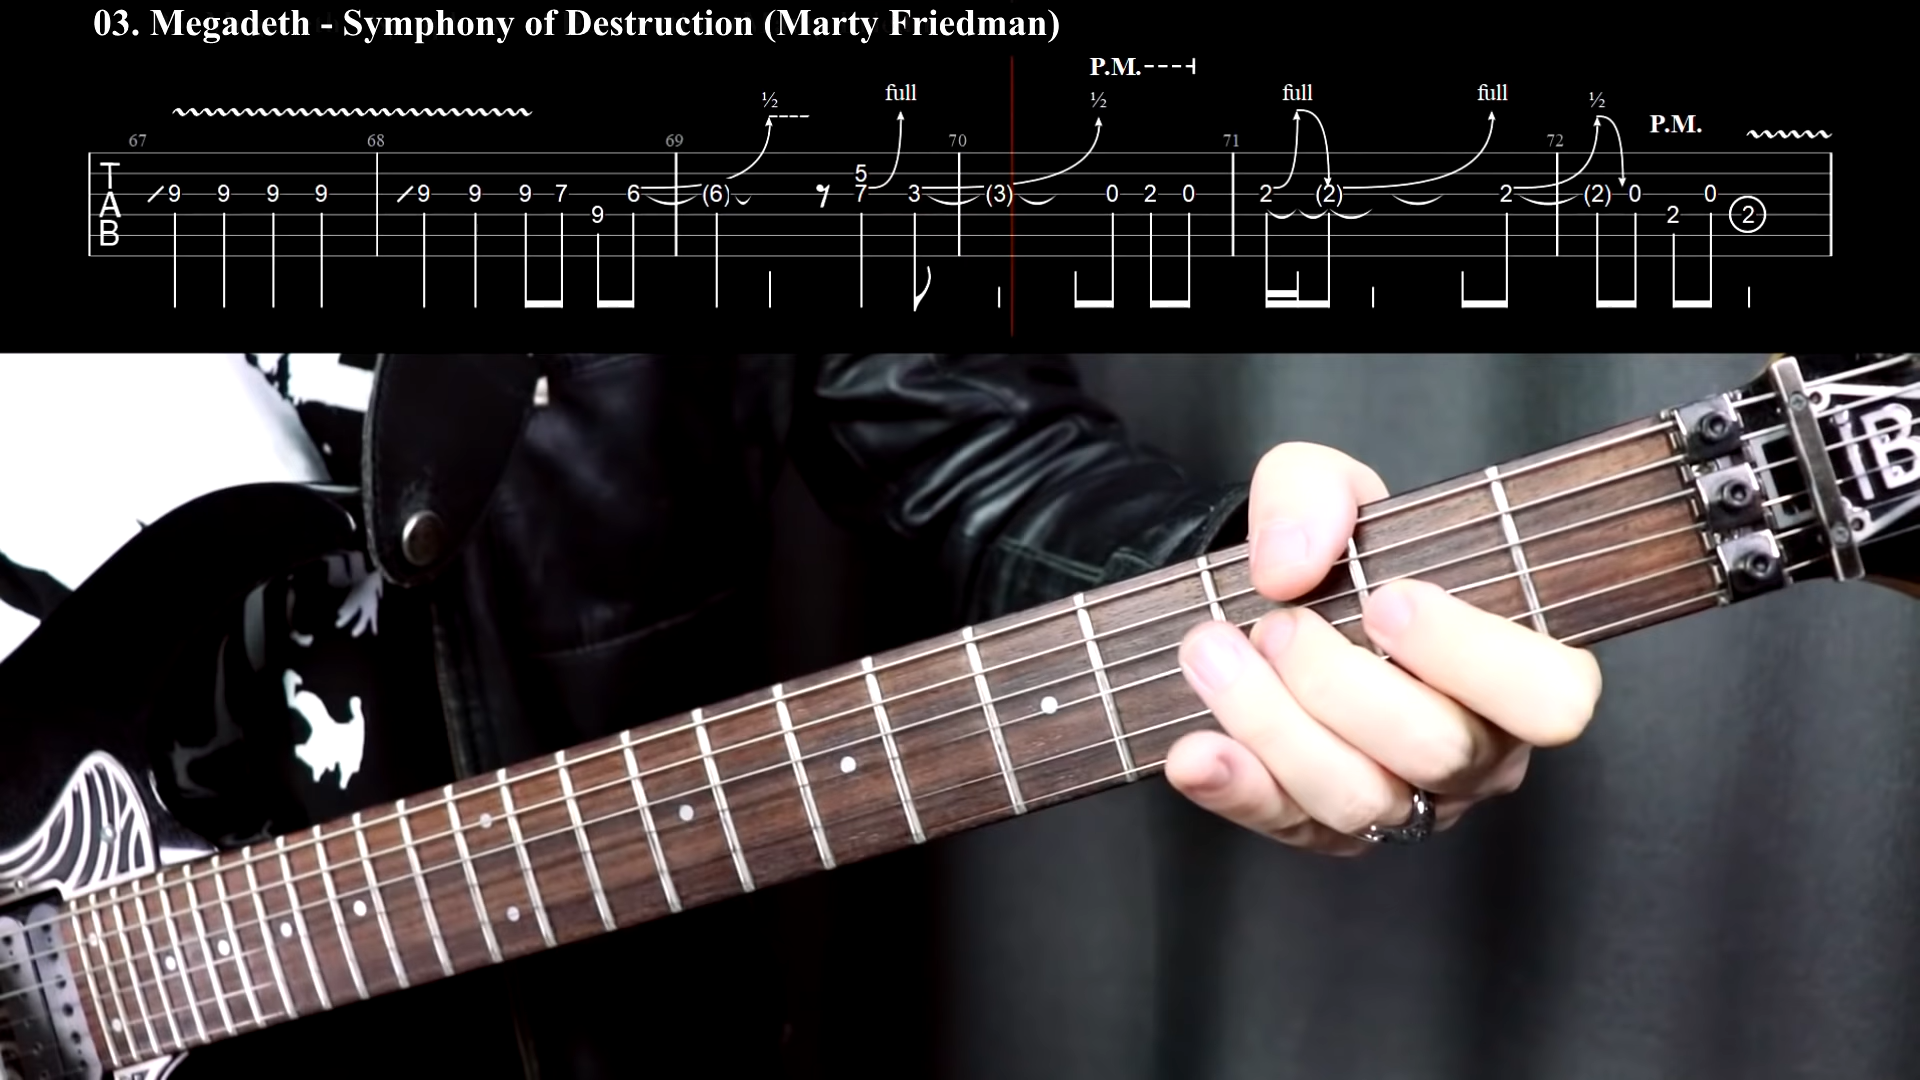 03. Megadeth - Symphony of Destruction (Marty Friedman)
P.M.----
½ full ½ full full ½ P.M.
67 68 69 70 71 72
T
A
B
5
9 9 9 9 9 9 9 7 6 (6) 7 3 (3) 0 2 0 2 (2) 2 (2) 0 0
9 2 2
IB